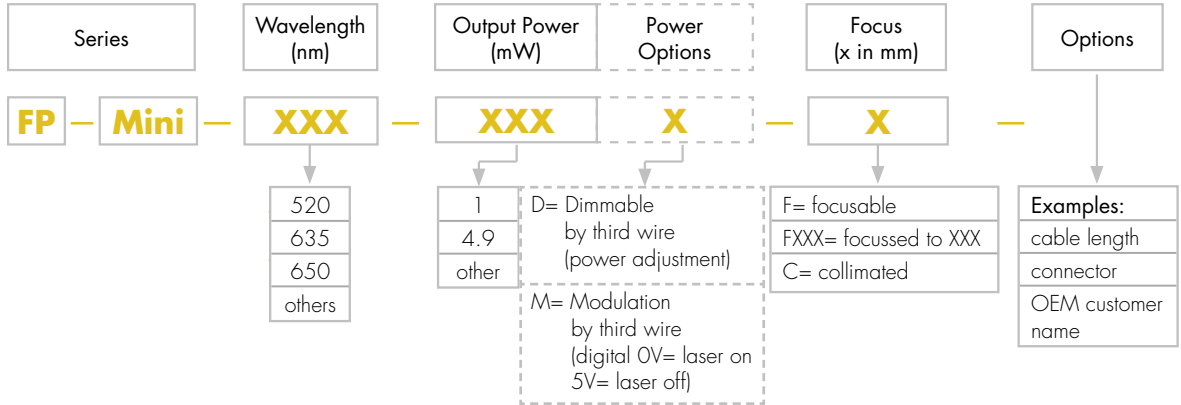 Series
Wavelength
(nm)
Output Power
(mW)
Power
Options
Focus
(x in mm)
Options
FP — Mini — XXX — XXX X — X —
520
635
650
others
1
4.9
other
D= Dimmable
by third wire
(power adjustment)
M= Modulation
by third wire
(digital 0V= laser on
5V= laser off)
F= focusable
FXXX= focussed to XXX
C= collimated
Examples:
cable length
connector
OEM customer
name